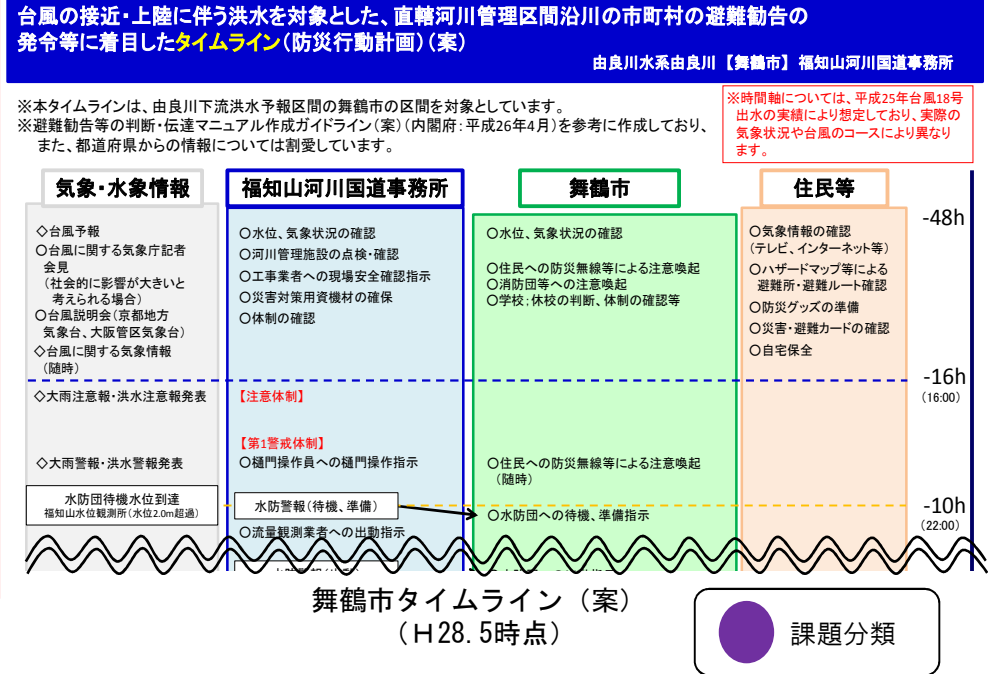 台風の接近・上陸に伴う洪水を対象とした、直轄河川管理区間沿川の市町村の避難勧告の
発令等に着目したタイムライン(防災行動計画)(案)
由良川水系由良川【舞鶴市】福知山河川国道事務所
※本タイムラインは、由良川下流洪水予報区間の舞鶴市の区間を対象としています。
※避難勧告等の判断・伝達マニュアル作成ガイドライン(案)(内閣府:平成26年4月)を参考に作成しており、
また、都道府県からの情報については割愛しています。
※時間軸については、平成25年台風18号
出水の実績により想定しており、実際の
気象状況や台風のコースにより異なり
ます。
気象・水象情報
◇台風予報
○台風に関する気象庁記者
会見
(社会的に影響が大きいと
考えられる場合)
○台風説明会(京都地方
気象台、大阪管区気象台)
◇台風に関する気象情報
(随時)
◇大雨注意報・洪水注意報発表
◇大雨警報・洪水警報発表
水防団待機水位到達
福知山水位観測所(水位2.0m超過)
福知山河川国道事務所
○水位、気象状況の確認
○河川管理施設の点検・確認
○工事業者への現場安全確認指示
○災害対策用資機材の確保
○体制の確認
【注意体制】
【第1警戒体制】
○樋門操作員への樋門操作指示
水防警報(待機、準備)
○流量観測業者への出動指示
舞鶴市
○水位、気象状況の確認
○住民への防災無線等による注意喚起
○消防団等への注意喚起
○学校:休校の判断、体制の確認等
○住民への防災無線等による注意喚起
(随時)
○水防団への待機、準備指示
住民等
○気象情報の確認
(テレビ、インターネット等)
○ハザードマップ等による
避難所・避難ルート確認
○防災グッズの準備
○災害・避難カードの確認
○自宅保全
-48h
-16h
(16:00)
-10h
(22:00)
舞鶴市タイムライン(案)
(H28.5時点)
課題分類